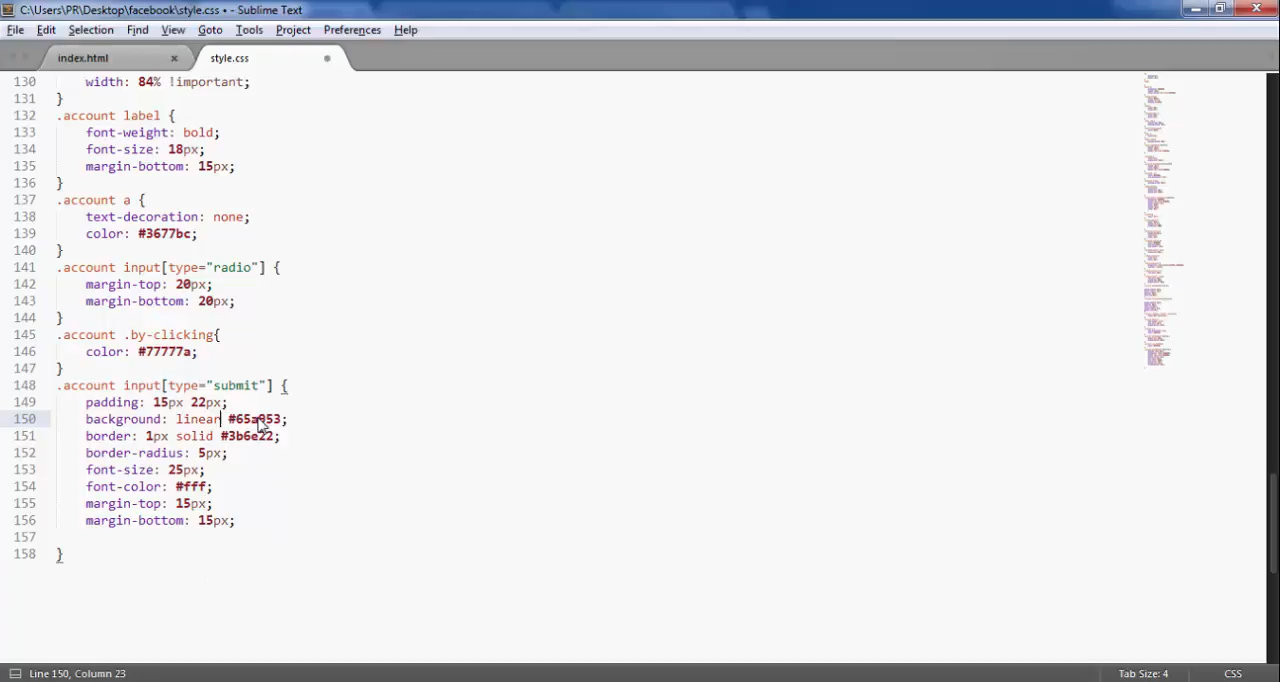 C:\Users\PR\Desktop\facebook\style.css • - Sublime Text
File Edit Selection Find View Goto Tools Project Preferences Help
index.html × style.css
130 width: 84% !important;
131 }
132 .account label {
133 font-weight: bold;
134 font-size: 18px;
135 margin-bottom: 15px;
136 }
137 .account a {
138 text-decoration: none;
139 color: #3677bc;
140 }
141 .account input[type="radio"] {
142 margin-top: 20px;
143 margin-bottom: 20px;
144 }
145 .account .by-clicking{
146 color: #77777a;
147 }
148 .account input[type="submit"] {
149 padding: 15px 22px;
150 background: linear #65a953;
151 border: 1px solid #3b6e22;
152 border-radius: 5px;
153 font-size: 25px;
154 font-color: #fff;
155 margin-top: 15px;
156 margin-bottom: 15px;
157
158 }
Line 150, Column 23 Tab Size: 4 CSS